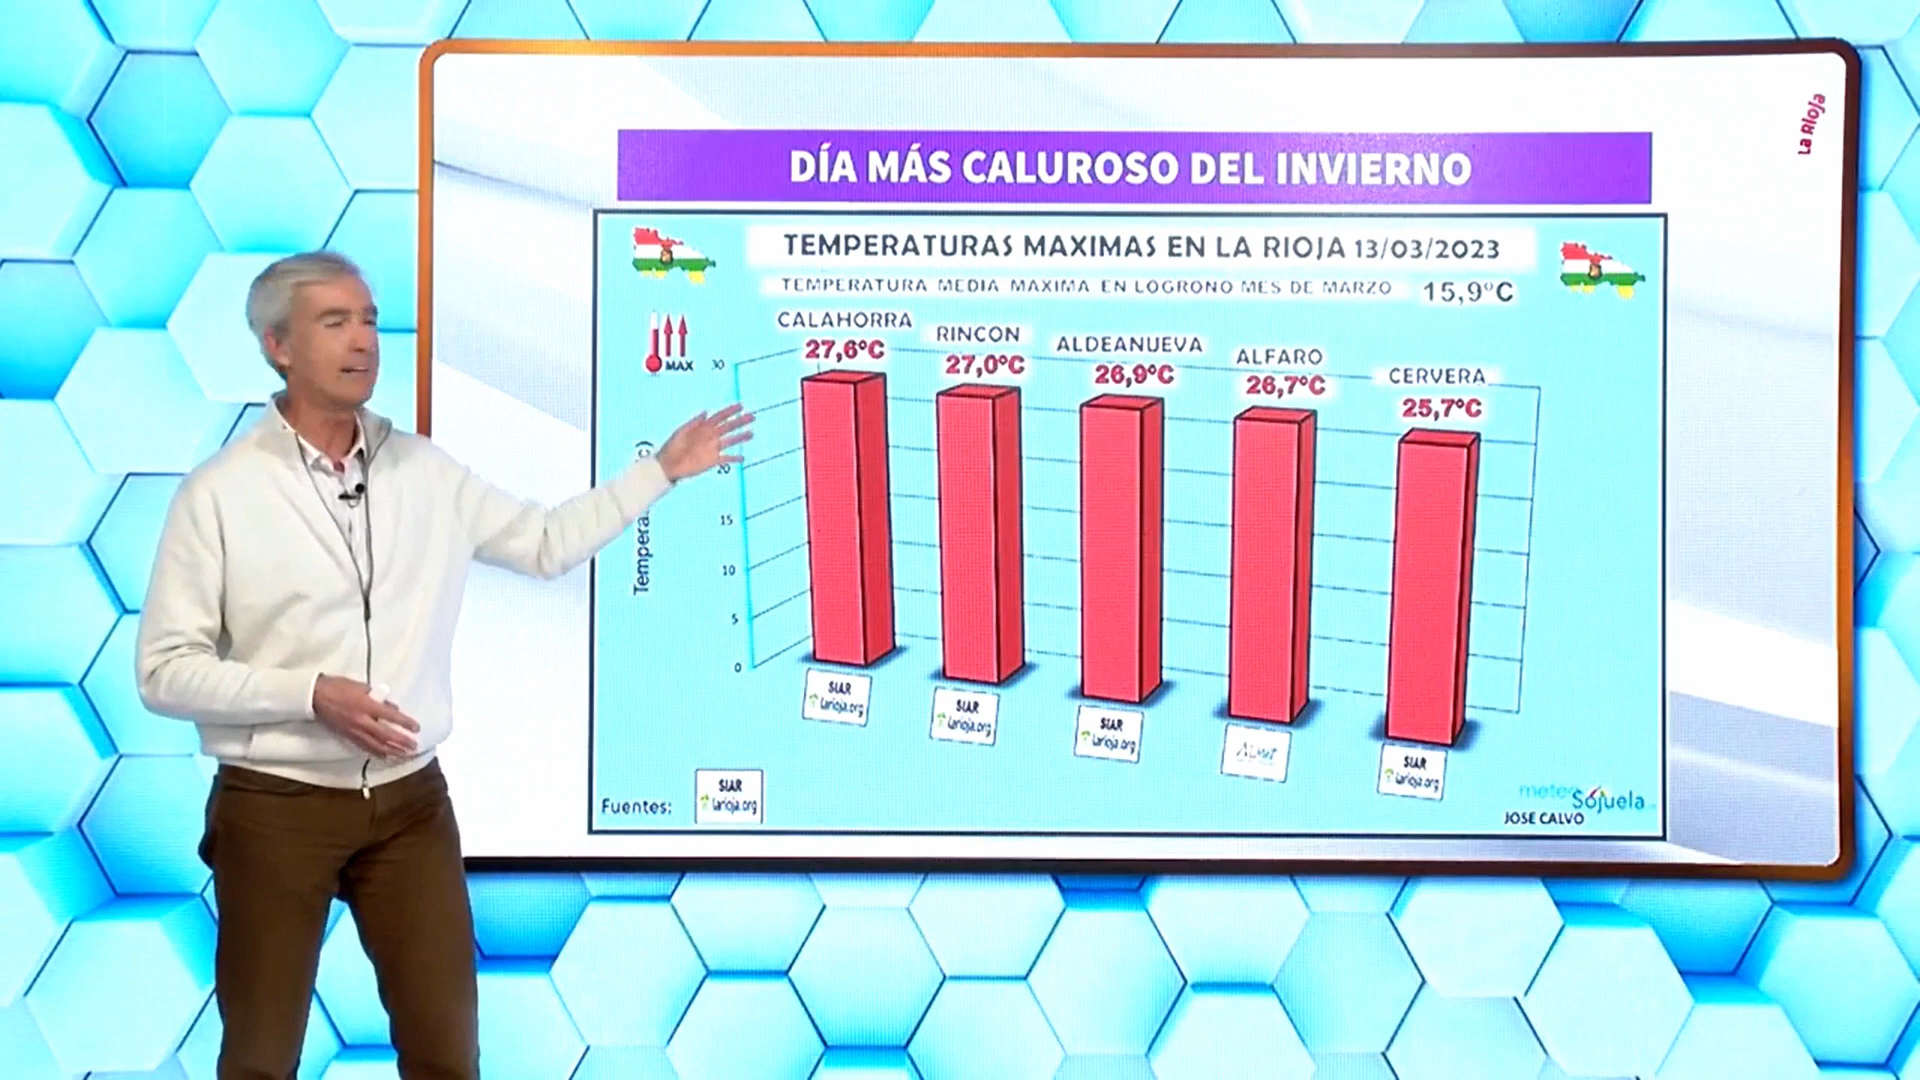 La Rioja
DÍA MÁS CALUROSO DEL INVIERNO
TEMPERATURAS MAXIMAS EN LA RIOJA 13/03/2023
TEMPERATURA MEDIA MAXIMA EN LOGRONO MES DE MARZO 15,9ºC
MAX
CALAHORRA
27,6ºC
RINCON
27,0ºC
ALDEANUEVA
26,9ºC
ALFARO
26,7ºC
CERVERA
25,7ºC
30
20
15
10
5
0
SIAR
larioja.org
SIAR
larioja.org
SIAR
larioja.org
SIAR
larioja.org
Fuentes:
SIAR
larioja.org
meteo Sojuela
JOSE CALVO